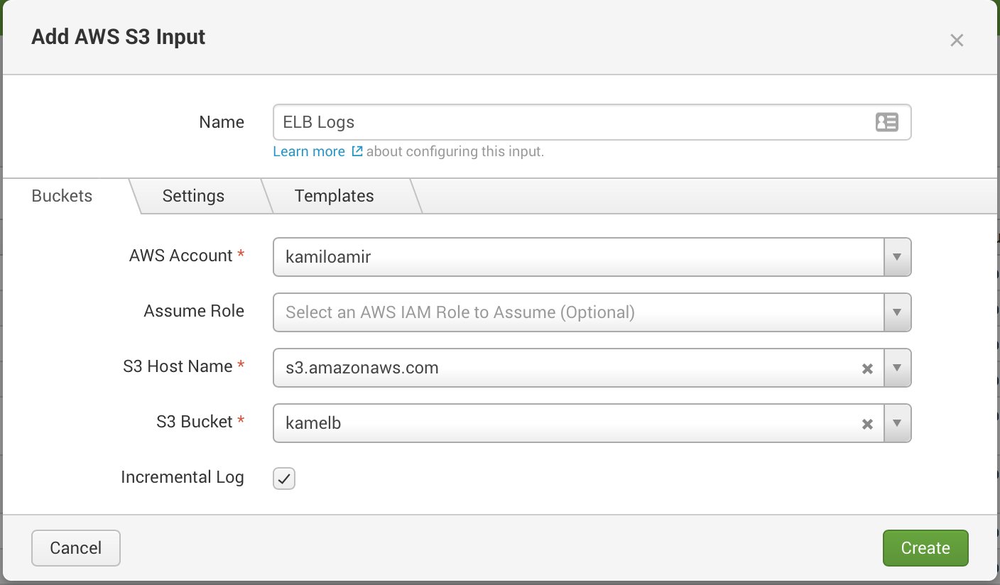 Add AWS S3 Input
Name
ELB Logs
Learn more about configuring this input.
Buckets
Settings
Templates
AWS Account *
kamiloamir
Assume Role
Select an AWS IAM Role to Assume (Optional)
S3 Host Name *
s3.amazonaws.com
S3 Bucket *
kamelb
Incremental Log
Cancel
Create